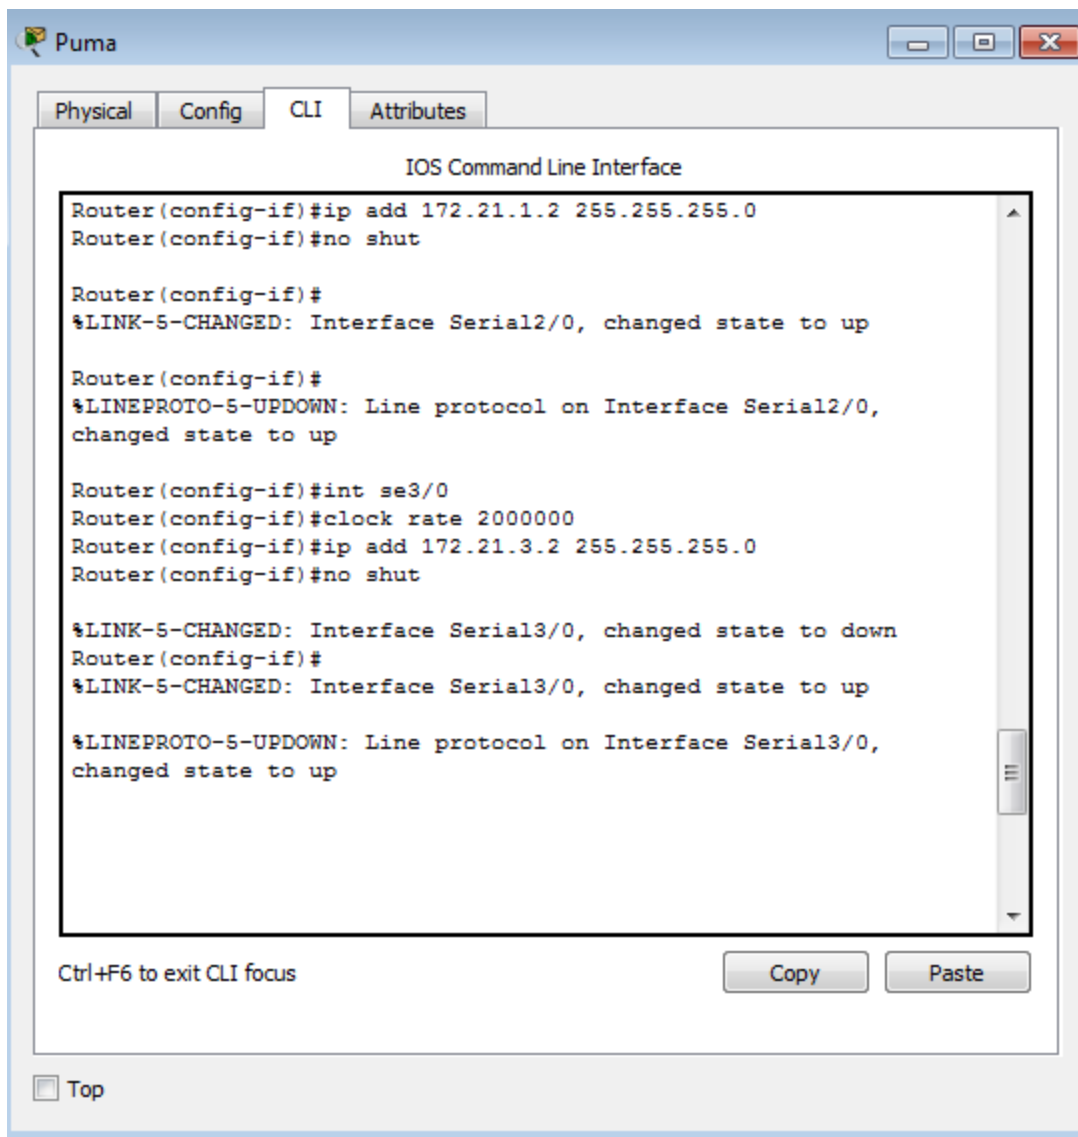 Puma
Physical Config CLI Attributes
IOS Command Line Interface
Router(config-if)#ip add 172.21.1.2 255.255.255.0
Router(config-if)#no shut
Router(config-if)#
%LINK-5-CHANGED: Interface Serial2/0, changed state to up
Router(config-if)#
%LINEPROTO-5-UPDOWN: Line protocol on Interface Serial2/0,
changed state to up
Router(config-if)#int se3/0
Router(config-if)#clock rate 2000000
Router(config-if)#ip add 172.21.3.2 255.255.255.0
Router(config-if)#no shut
%LINK-5-CHANGED: Interface Serial3/0, changed state to down
Router(config-if)#
%LINK-5-CHANGED: Interface Serial3/0, changed state to up
%LINEPROTO-5-UPDOWN: Line protocol on Interface Serial3/0,
changed state to up
Ctrl+F6 to exit CLI focus
Copy Paste
Top